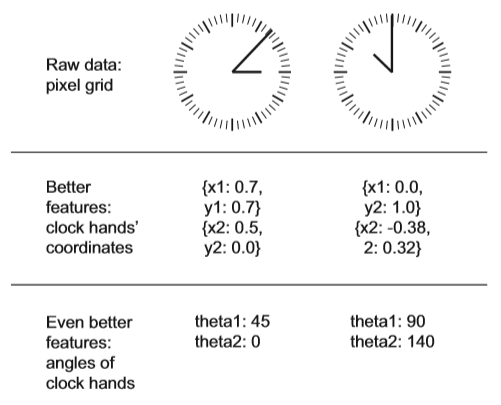 Raw data:
pixel grid
Better
features:
clock hands’
coordinates
{x1: 0.7,
y1: 0.7}
{x2: 0.5,
y2: 0.0}
{x1: 0.0,
y2: 1.0}
{x2: -0.38,
2: 0.32}
Even better
features:
angles of
clock hands
theta1: 45
theta2: 0
theta1: 90
theta2: 140